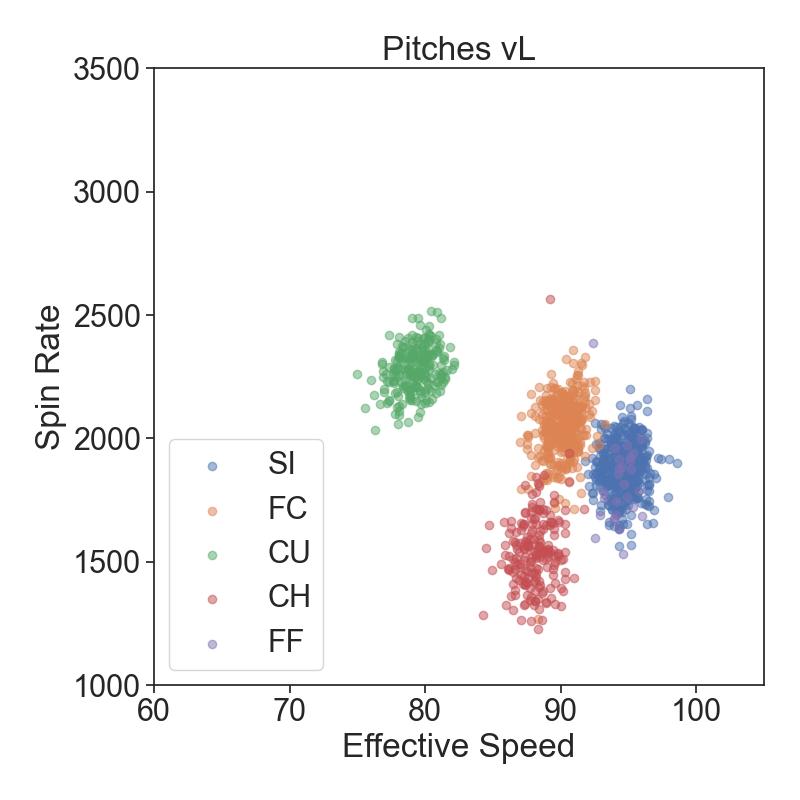 Pitches vL
3500
3000
2500
2000
1500
1000
Spin Rate
SI
FC
CU
CH
FF
60 70 80 90 100
Effective Speed